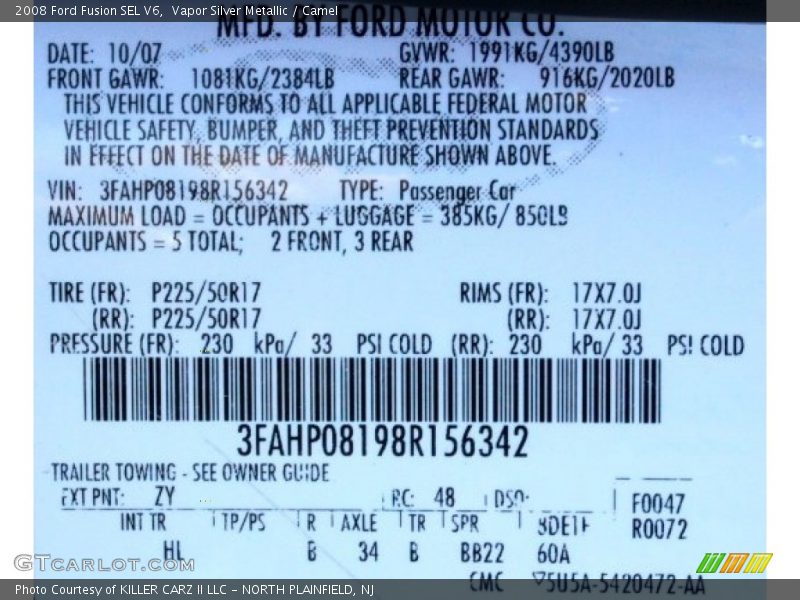 2008 Ford Fusion SEL V6, Vapor Silver Metallic / Camel
MFD. BY FORD MOTOR CO.
DATE: 10/07 GVWR: 1991KG/4390LB
FRONT GAWR: 1081KG/2384LB REAR GAWR: 916KG/2020LB
THIS VEHICLE CONFORMS TO ALL APPLICABLE FEDERAL MOTOR
VEHICLE SAFETY, BUMPER, AND THEFT PREVENTION STANDARDS
IN EFFECT ON THE DATE OF MANUFACTURE SHOWN ABOVE.
VIN: 3FAHP08198R156342 TYPE: Passenger Car
MAXIMUM LOAD = OCCUPANTS + LUGGAGE = 385KG/ 850LB
OCCUPANTS = 5 TOTAL; 2 FRONT, 3 REAR
TIRE (FR): P225/50R17 RIMS (FR): 17X7.0J
(RR): P225/50R17 (RR): 17X7.0J
PRESSURE (FR): 230 kPa/ 33 PSI COLD (RR): 230 kPa/ 33 PSI COLD
3FAHP08198R156342
TRAILER TOWING - SEE OWNER GUIDE
EXT PNT: ZY RC: 48 DSO: F0047
INT TR TP/PS R AXLE TR SPR R0072
HL B 34 B BB22 60A
CMC 5U5A-5420472-AA
GTCARLOT.COM
Photo Courtesy of KILLER CARZ II LLC – NORTH PLAINFIELD, NJ